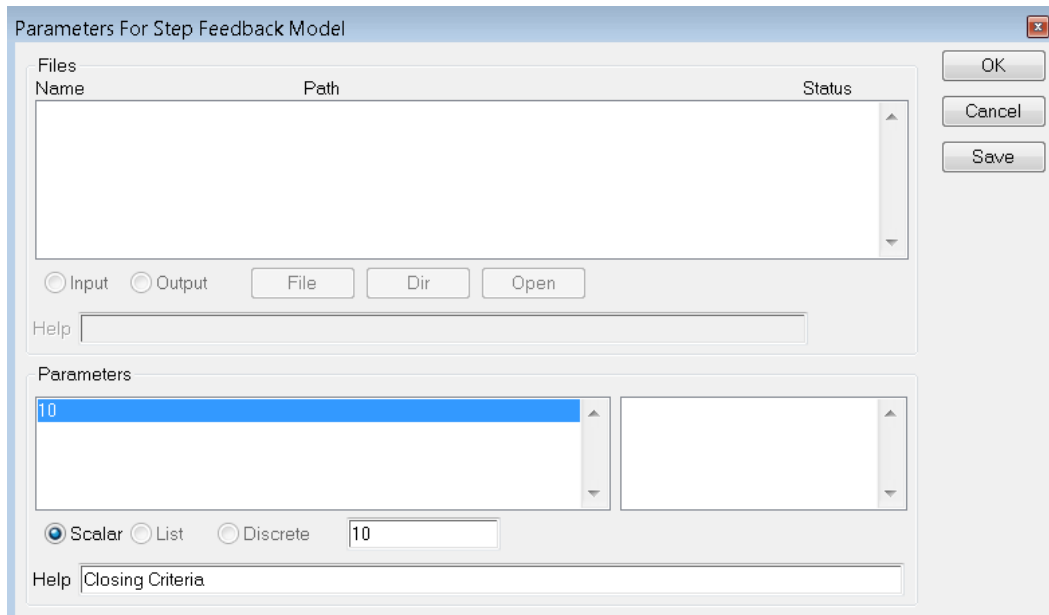 Parameters For Step Feedback Model
OK
Cancel
Save
Files
Name Path Status
Input Output File Dir Open
Help
Parameters
10
Scalar List Discrete 10
Help Closing Criteria